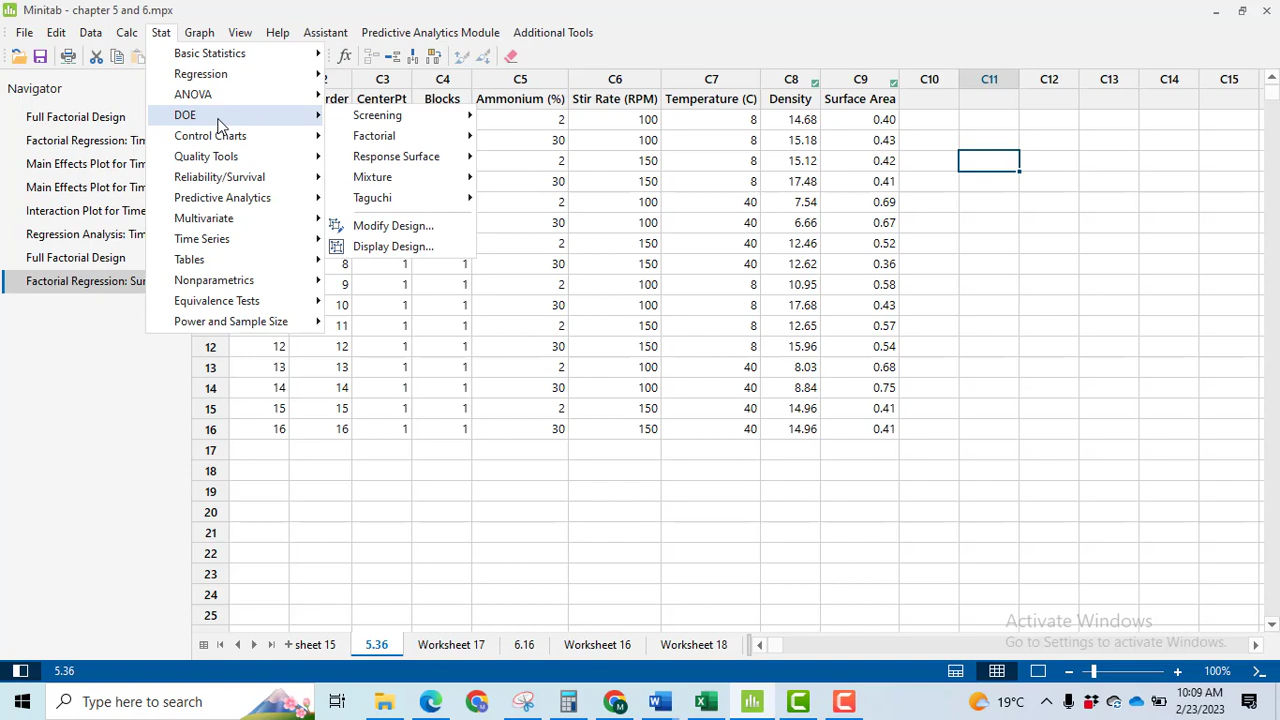 Minitab - chapter 5 and 6.mpx
File Edit Data Calc Stat Graph View Help Assistant Predictive Analytics Module Additional Tools
fx
Navigator
Full Factorial Design
Factorial Regression: Tim
Main Effects Plot for Tim
Main Effects Plot for Tim
Interaction Plot for Time
Regression Analysis: Tim
Full Factorial Design
Factorial Regression: Sur
Basic Statistics
Regression
ANOVA
DOE
Control Charts
Quality Tools
Reliability/Survival
Predictive Analytics
Multivariate
Time Series
Tables
Nonparametrics
Equivalence Tests
Power and Sample Size
Screening
Factorial
Response Surface
Mixture
Taguchi
Modify Design...
Display Design...
2 C3 C4 C5 C6 C7 C8 C9 C10 C11 C12 C13 C14 C15
rder CenterPt Blocks Ammonium (%) Stir Rate (RPM) Temperature (C) Density Surface Area
2 100 8 14.68 0.40
30 100 8 15.18 0.43
2 150 8 15.12 0.42
30 150 8 17.48 0.41
2 100 40 7.54 0.69
30 100 40 6.66 0.67
2 150 40 12.46 0.52
8 1 1 30 150 40 12.62 0.36
9 1 1 2 100 8 10.95 0.58
10 1 1 30 100 8 17.68 0.43
11 1 1 2 150 8 12.65 0.57
12 12 12 1 1 30 150 8 15.96 0.54
13 13 13 1 1 2 100 40 8.03 0.68
14 14 14 1 1 30 100 40 8.84 0.75
15 15 15 1 1 2 150 40 14.96 0.41
16 16 16 1 1 30 150 40 14.96 0.41
17
18
19
20
21
22
23
24
25
Activate Windows
Go to Settings to activate Windows.
sheet 15 5.36 Worksheet 17 6.16 Worksheet 16 Worksheet 18
5.36 100%
Type here to search 19°C 10:09 AM
2/23/2023